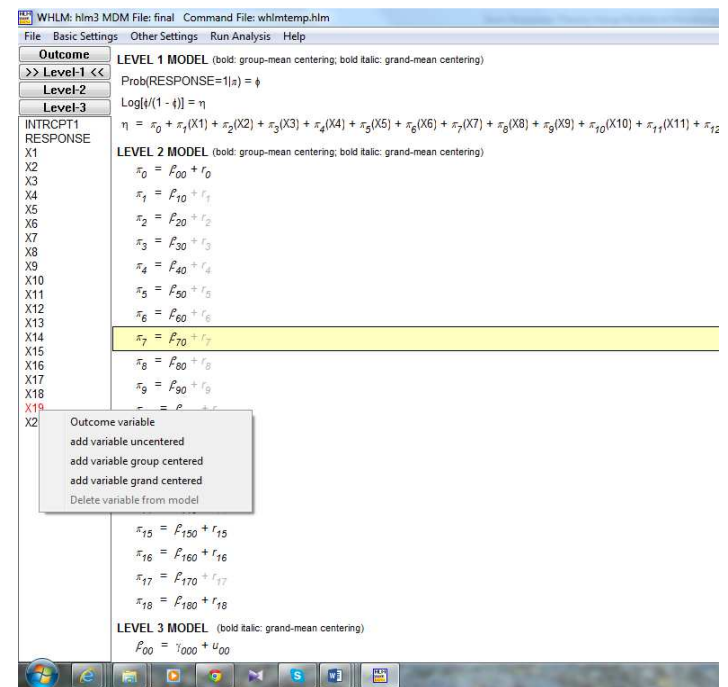 WHLM: hlm3 MDM File: final Command File: whlmtemp.hlm
File Basic Settings Other Settings Run Analysis Help
Outcome
>> Level-1 <<
Level-2
Level-3
INTRCPT1
RESPONSE
X1
X2
X3
X4
X5
X6
X7
X8
X9
X10
X11
X12
X13
X14
X15
X16
X17
X18
X19
X2
LEVEL 1 MODEL (bold: group-mean centering; bold italic: grand-mean centering)
Prob(RESPONSE=1|π) = ϕ
Log[ϕ/(1 - ϕ)] = η
η = π0 + π1(X1) + π2(X2) + π3(X3) + π4(X4) + π5(X5) + π6(X6) + π7(X7) + π8(X8) + π9(X9) + π10(X10) + π11(X11) + π12
LEVEL 2 MODEL (bold: group-mean centering; bold italic: grand-mean centering)
π0 = β00 + r0
π1 = β10 + r1
π2 = β20 + r2
π3 = β30 + r3
π4 = β40 + r4
π5 = β50 + r5
π6 = β60 + r6
π7 = β70 + r7
π8 = β80 + r8
π9 = β90 + r9
Outcome variable
add variable uncentered
add variable group centered
add variable grand centered
Delete variable from model
π15 = β150 + r15
π16 = β160 + r16
π17 = β170 + r17
π18 = β180 + r18
LEVEL 3 MODEL (bold italic: grand-mean centering)
β00 = γ000 + u00